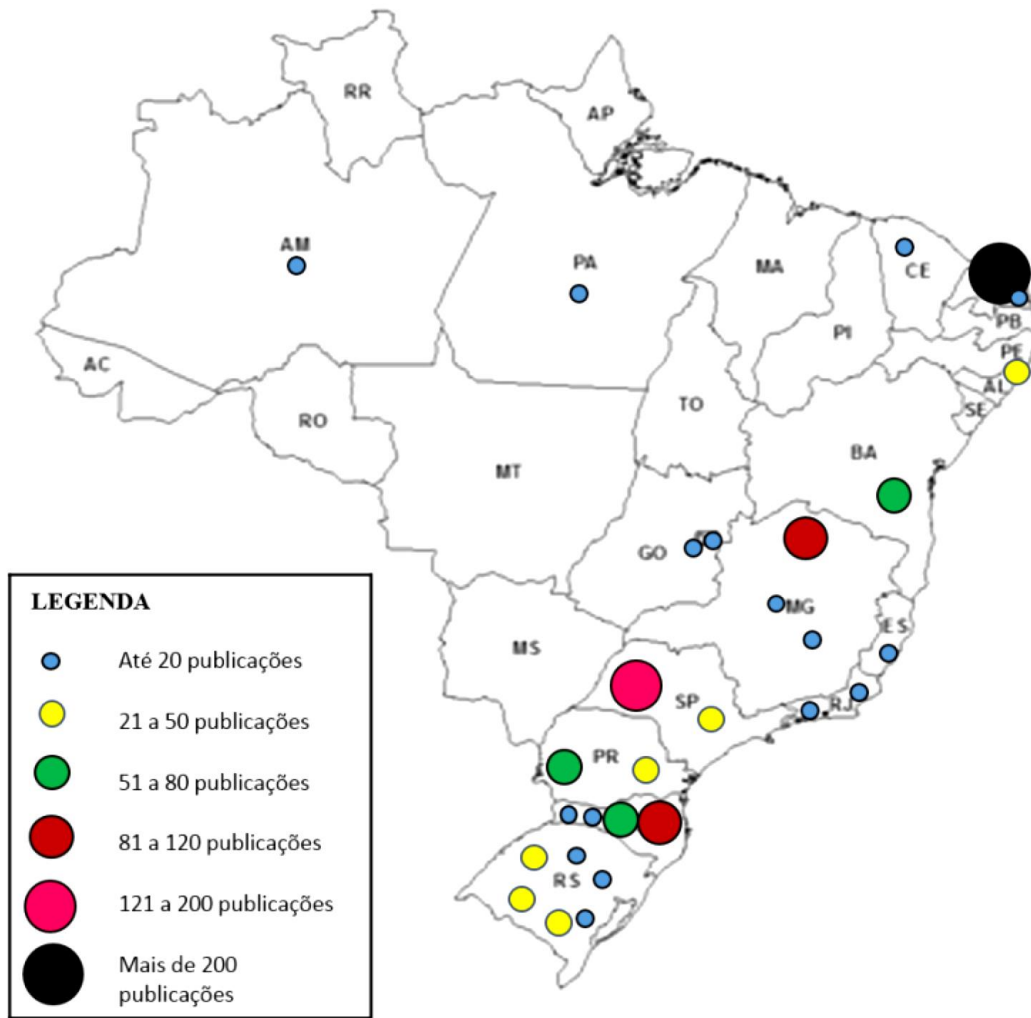 RR
AP
AM
PA
MA
CE
PB
PI
PE
AC
AL
TO
SE
RO
BA
MT
GO
LEGENDA
MG
ES
Até 20 publicações
MS
SP
RJ
21 a 50 publicações
PR
51 a 80 publicações
81 a 120 publicações
RS
121 a 200 publicações
Mais de 200
publicações